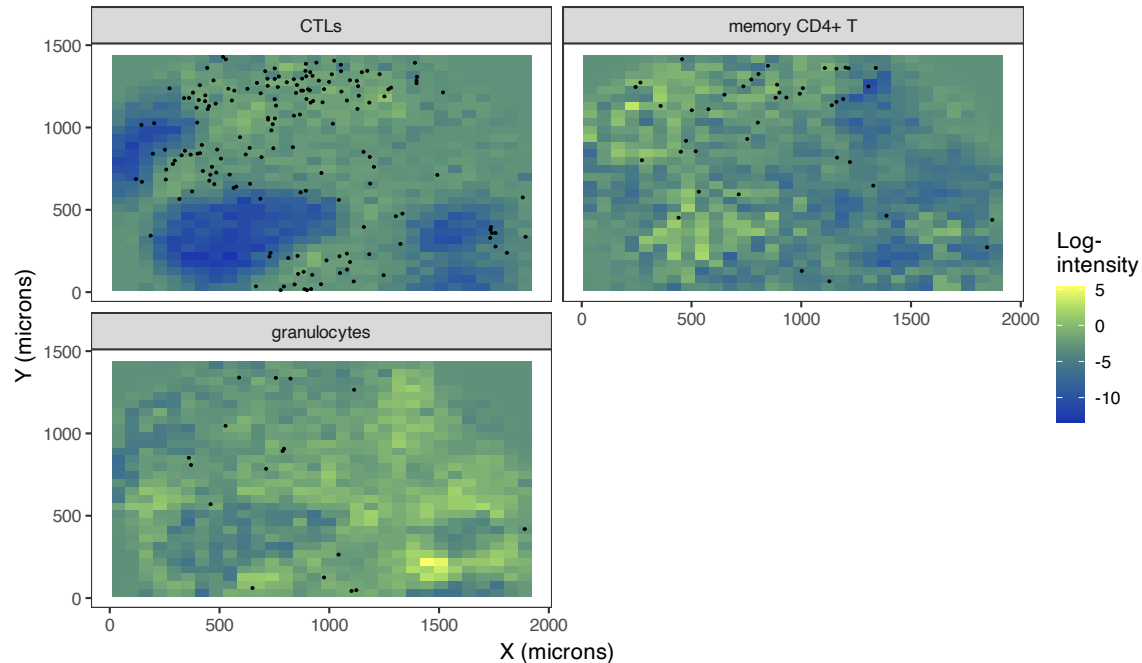 CTLs
memory CD4+ T
1500
1000
500
0
0 500 1000 1500 2000
granulocytes
1500
1000
500
0
0 500 1000 1500 2000
X (microns)
Y (microns)
Log-
intensity
5
0
-5
-10